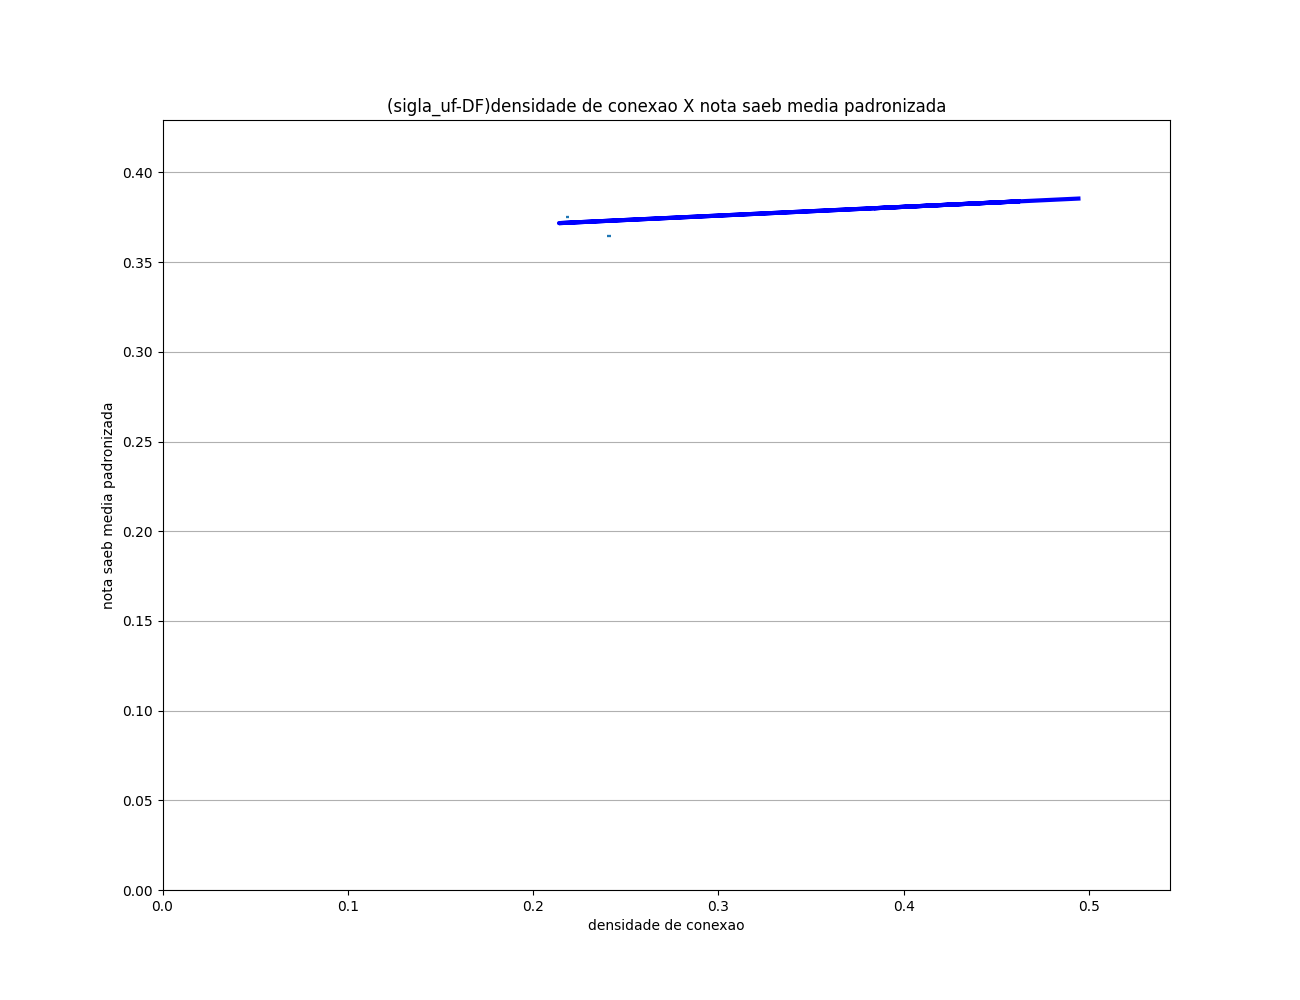 (sigla_uf-DF)densidade de conexao X nota saeb media padronizada
0.40
0.35
0.30
0.25
0.20
0.15
0.10
0.05
0.00
nota saeb media padronizada
0.0 0.1 0.2 0.3 0.4 0.5
densidade de conexao